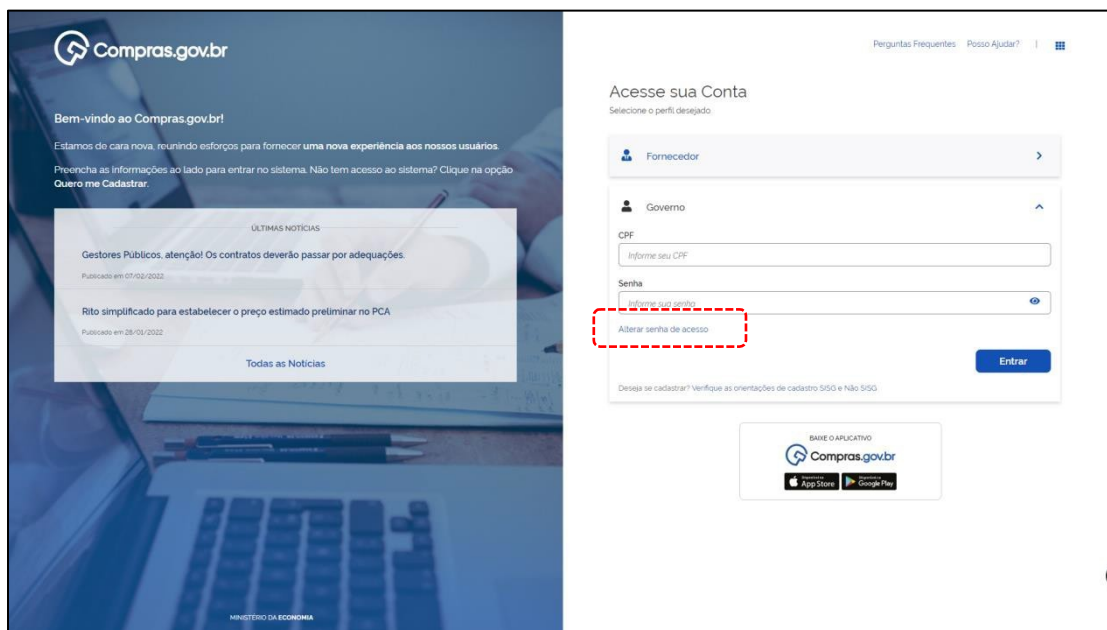 Compras.gov.br
Bem-vindo ao Compras.gov.br!
Estamos de cara nova, reunindo esforços para fornecer uma nova experiência aos nossos usuários.
Preencha as informações ao lado para entrar no sistema. Não tem acesso ao sistema? Clique na opção
Quero me Cadastrar.
ÚLTIMAS NOTÍCIAS
Gestores Públicos, atenção! Os contratos deverão passar por adequações.
Publicado em 07/02/2022
Rito simplificado para estabelecer o preço estimado preliminar no PCA
Publicado em 28/01/2022
Todas as Notícias
MINISTÉRIO DA ECONOMIA
Perguntas Frequentes Posso Ajudar? |
Acesse sua Conta
Selecione o perfil desejado.
Fornecedor
Governo
CPF
Informe seu CPF
Senha
Informe sua senha
Alterar senha de acesso
Entrar
Deseja se cadastrar? Verifique as orientações de cadastro SISG e Não SISG
BAIXE O APLICATIVO
Compras.gov.br
App Store
Google Play